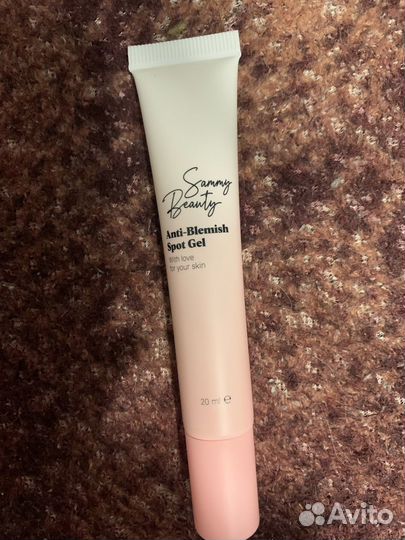 Sammy
Beauty
Anti-Blemish
Spot Gel
With love
for your skin
20 ml ℮
Avito